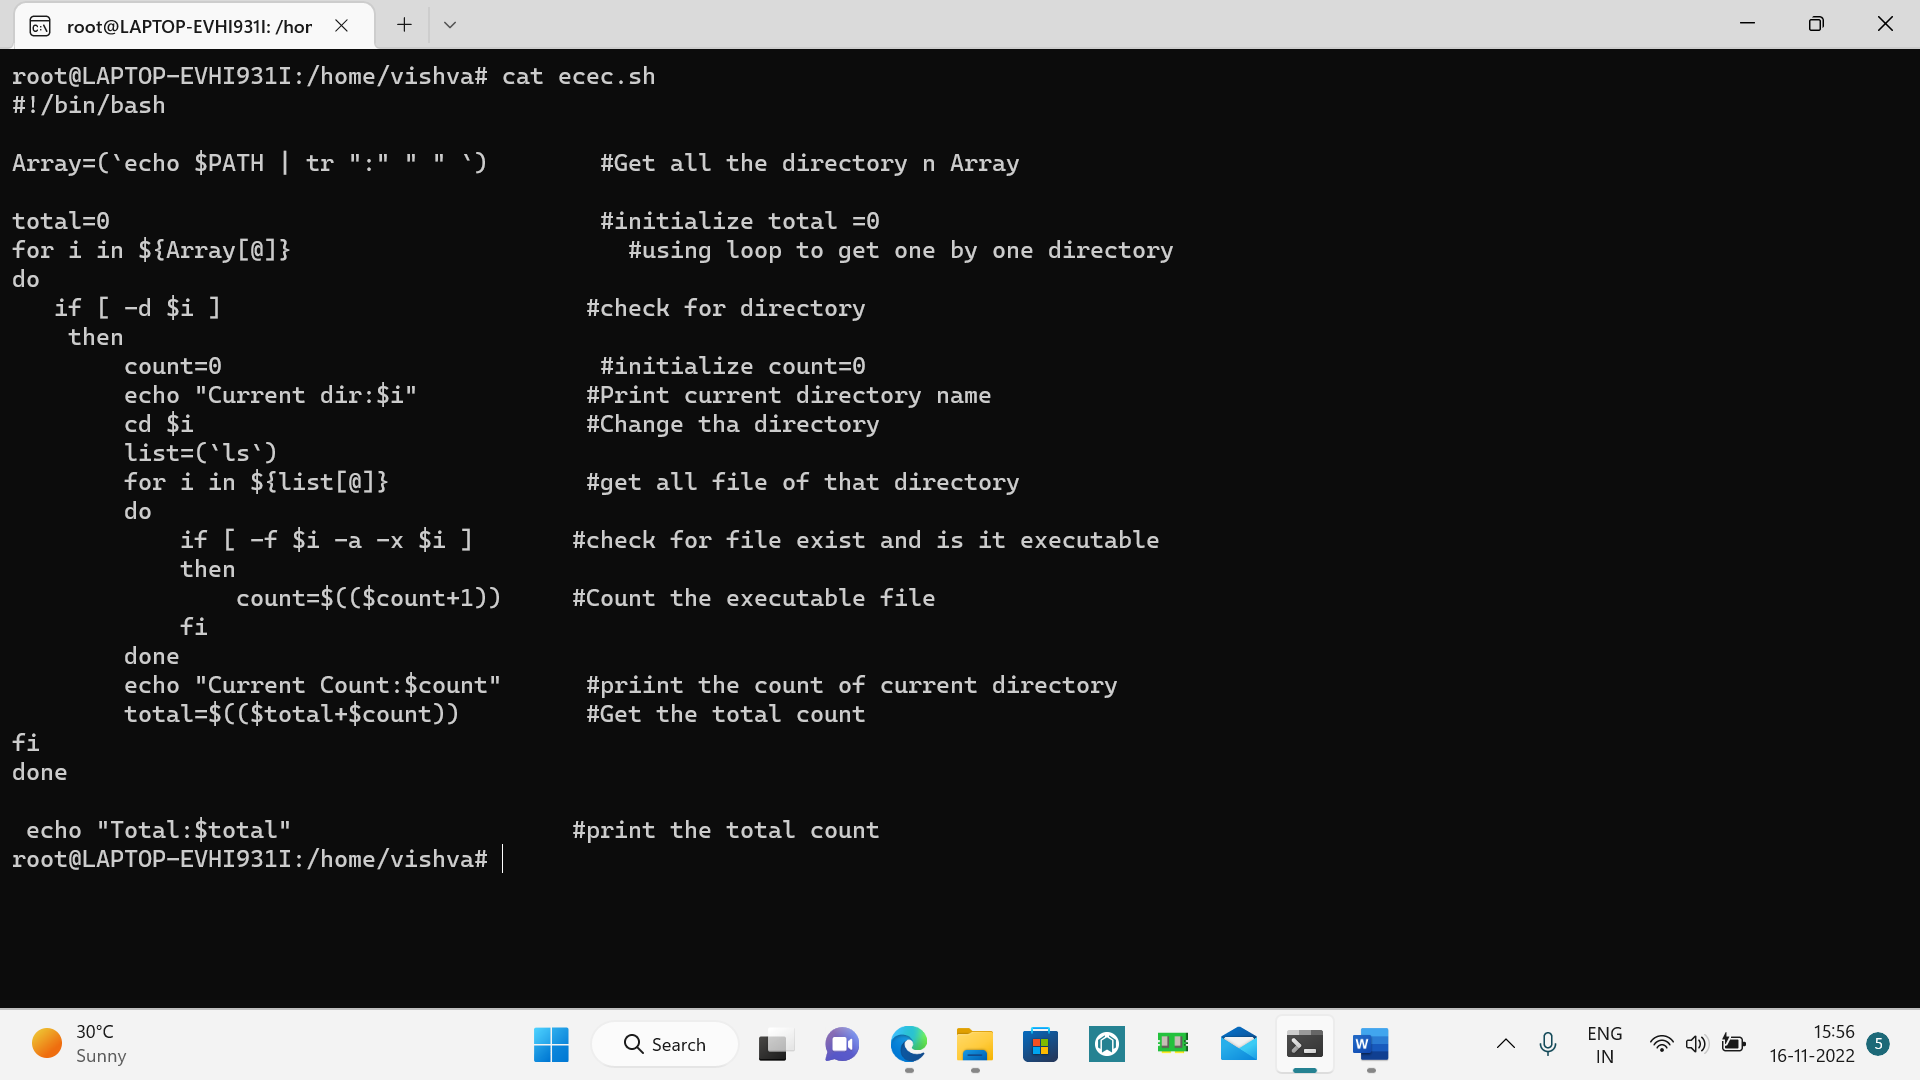 root@LAPTOP-EVHI931I: /hor
root@LAPTOP-EVHI931I:/home/vishva# cat ecec.sh
#!/bin/bash
Array=(`echo $PATH | tr ":" " " `)        #Get all the directory n Array
total=0                                   #initialize total =0
for i in ${Array[@]}                        #using loop to get one by one directory
do
   if [ -d $i ]                          #check for directory
    then
        count=0                           #initialize count=0
        echo "Current dir:$i"            #Print current directory name
        cd $i                            #Change tha directory
        list=(`ls`)
        for i in ${list[@]}              #get all file of that directory
        do
            if [ -f $i -a -x $i ]       #check for file exist and is it executable
            then
                count=$(($count+1))     #Count the executable file
            fi
        done
        echo "Current Count:$count"      #priint the count of current directory
        total=$(($total+$count))         #Get the total count
fi
done
 echo "Total:$total"                    #print the total count
root@LAPTOP-EVHI931I:/home/vishva#
30°C
Sunny
Search
ENG
IN
15:56
16-11-2022
5